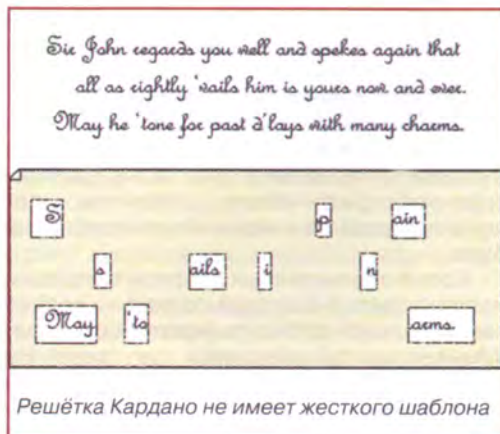 Sir John regards you well and spekes again that
all as rightly 'vails him is yours now and ever.
May he 'tone for past d'lays with many charms.
S p ain
s ails i n
May 'to arms.
Решётка Кардано не имеет жесткого шаблона